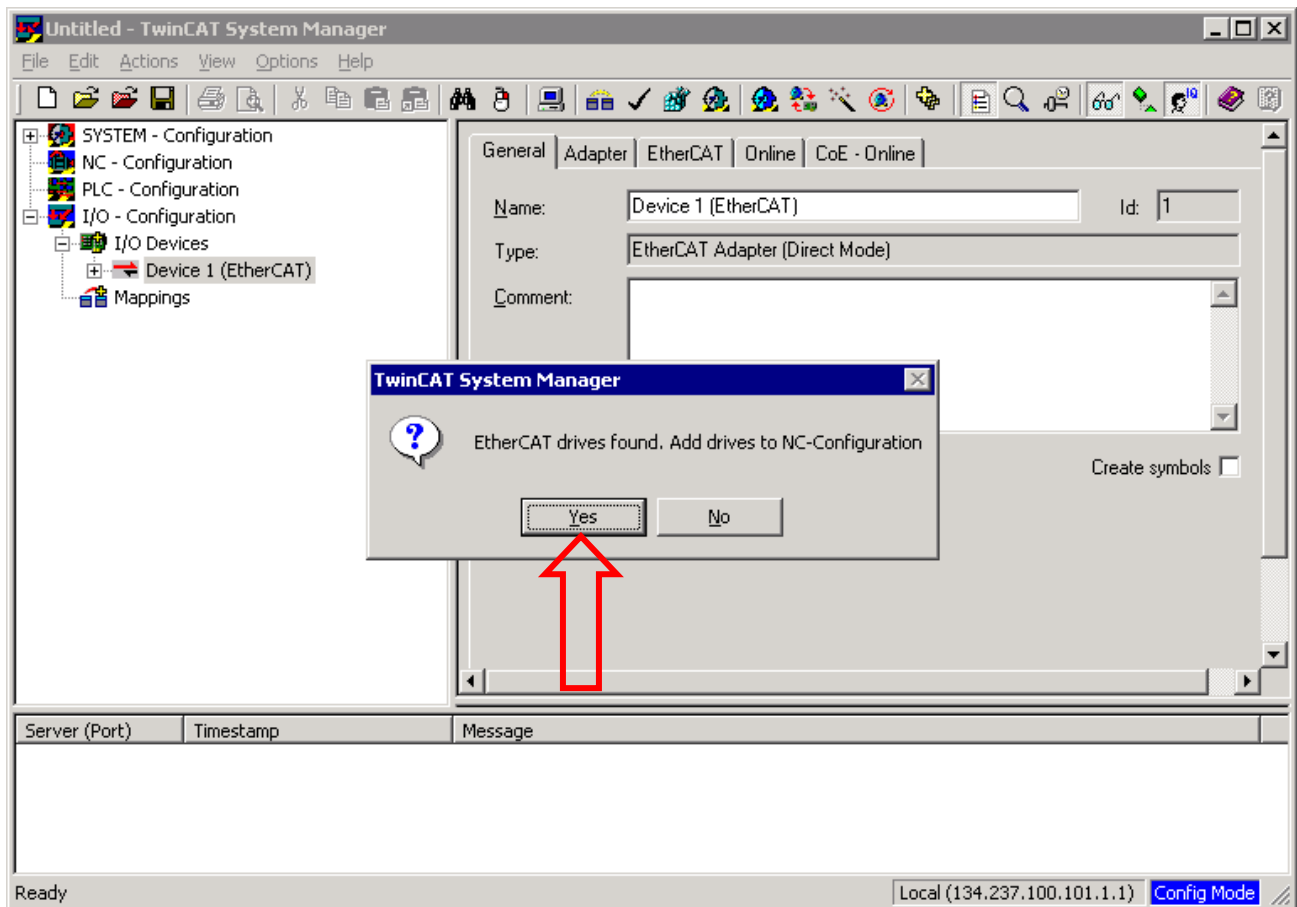 Untitled - TwinCAT System Manager
File Edit Actions View Options Help
SYSTEM - Configuration
NC - Configuration
PLC - Configuration
I/O - Configuration
I/O Devices
Device 1 (EtherCAT)
Mappings
General Adapter EtherCAT Online CoE - Online
Name: Device 1 (EtherCAT) Id: 1
Type: EtherCAT Adapter (Direct Mode)
Comment:
TwinCAT System Manager
EtherCAT drives found. Add drives to NC-Configuration
Yes No
Create symbols
Server (Port) Timestamp Message
Ready Local (134.237.100.101.1.1) Config Mode